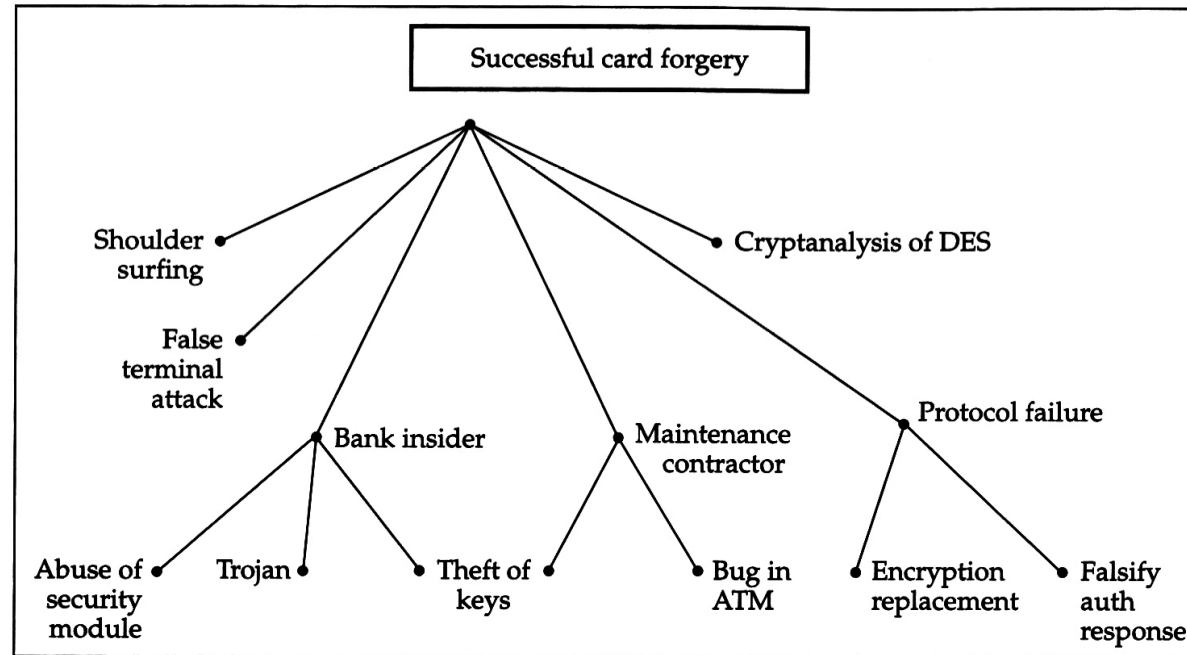 Successful card forgery
Shoulder
surfing
Cryptanalysis of DES
False
terminal
attack
Protocol failure
Bank insider
Maintenance
contractor
Abuse of
security
module
Trojan
Theft of
keys
Bug in
ATM
Encryption
replacement
Falsify
auth
response